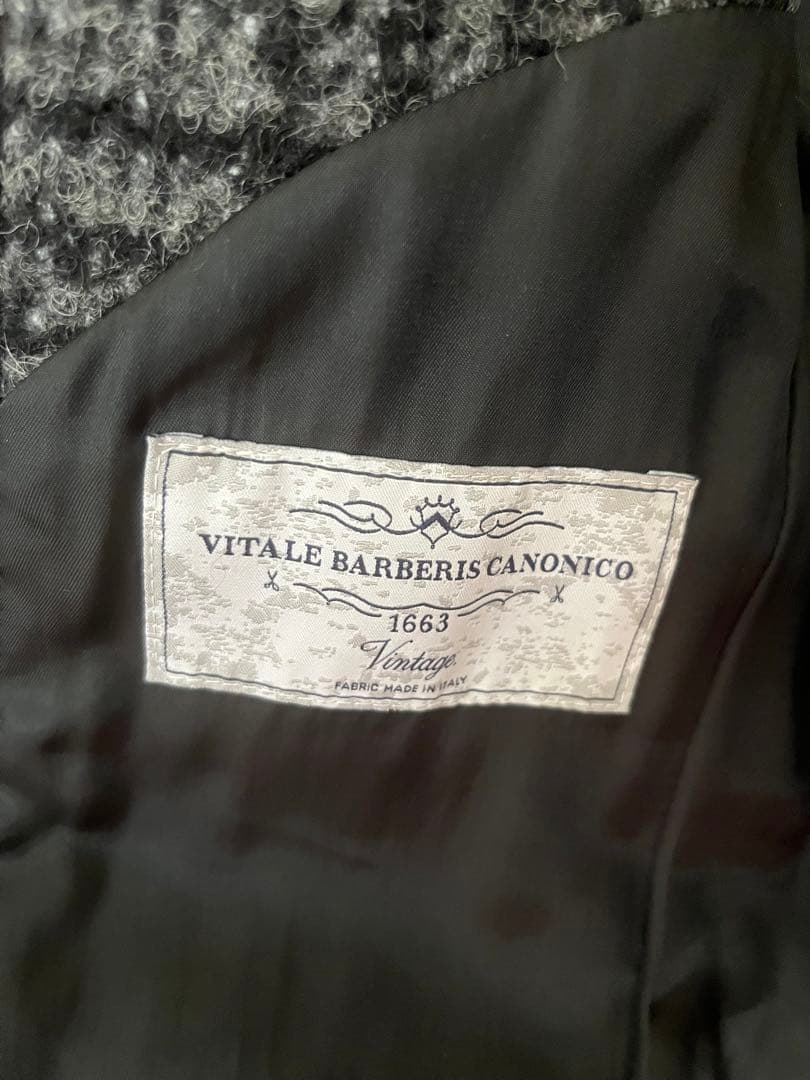 VITALE BARBERIS CANONICO
1663
Vintage
FABRIC MADE IN ITALY